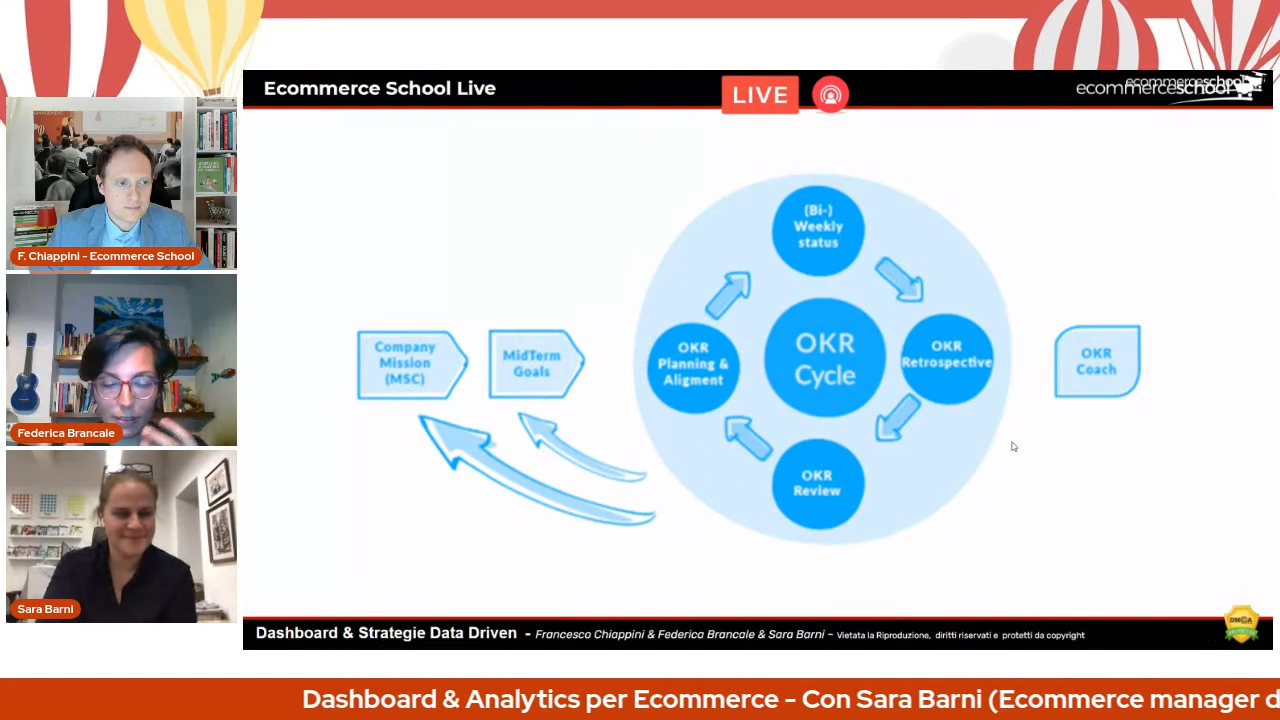 Ecommerce School Live
LIVE
ecommerceschool
ecommerceschool
F. Chiappini - Ecommerce School
Federica Brancale
Sara Barni
(Bi-)
Weekly
status
Company
Mission
(MSC)
MidTerm
Goals
OKR
Planning &
Aligment
OKR
Cycle
OKR
Retrospective
OKR
Coach
OKR
Review
Dashboard & Strategie Data Driven - Francesco Chiappini & Federica Brancale & Sara Barni – Vietata la Riproduzione, diritti riservati e protetti da copyright
DMCA
Dashboard & Analytics per Ecommerce - Con Sara Barni (Ecommerce manager d